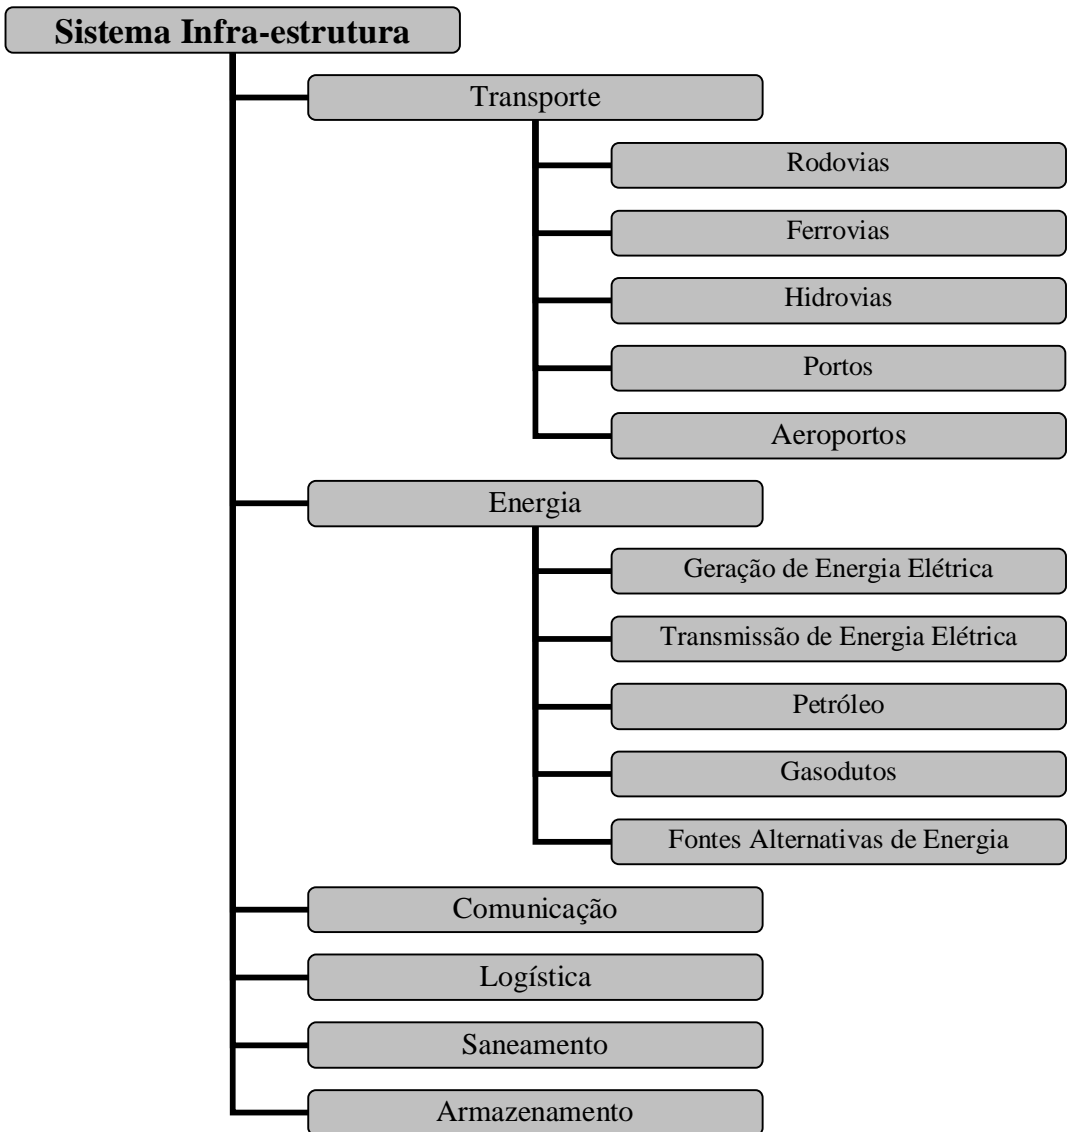 Sistema Infra-estrutura
Transporte
Rodovias
Ferrovias
Hidrovias
Portos
Aeroportos
Energia
Geração de Energia Elétrica
Transmissão de Energia Elétrica
Petróleo
Gasodutos
Fontes Alternativas de Energia
Comunicação
Logística
Saneamento
Armazenamento